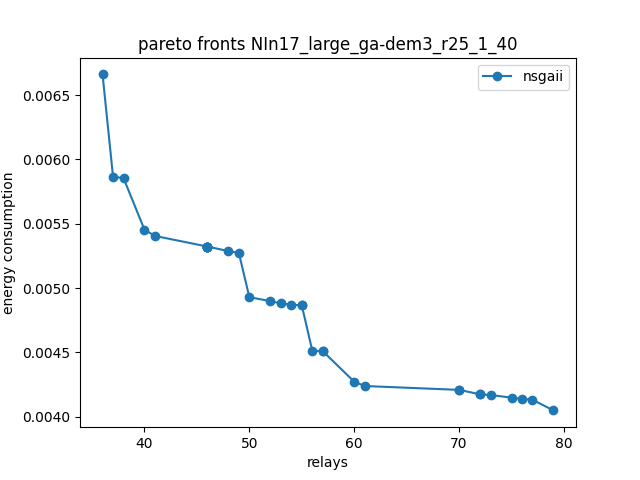 pareto fronts NIn17_large_ga-dem3_r25_1_40
nsgaii
energy consumption
0.0065
0.0060
0.0055
0.0050
0.0045
0.0040
40 50 60 70 80
relays